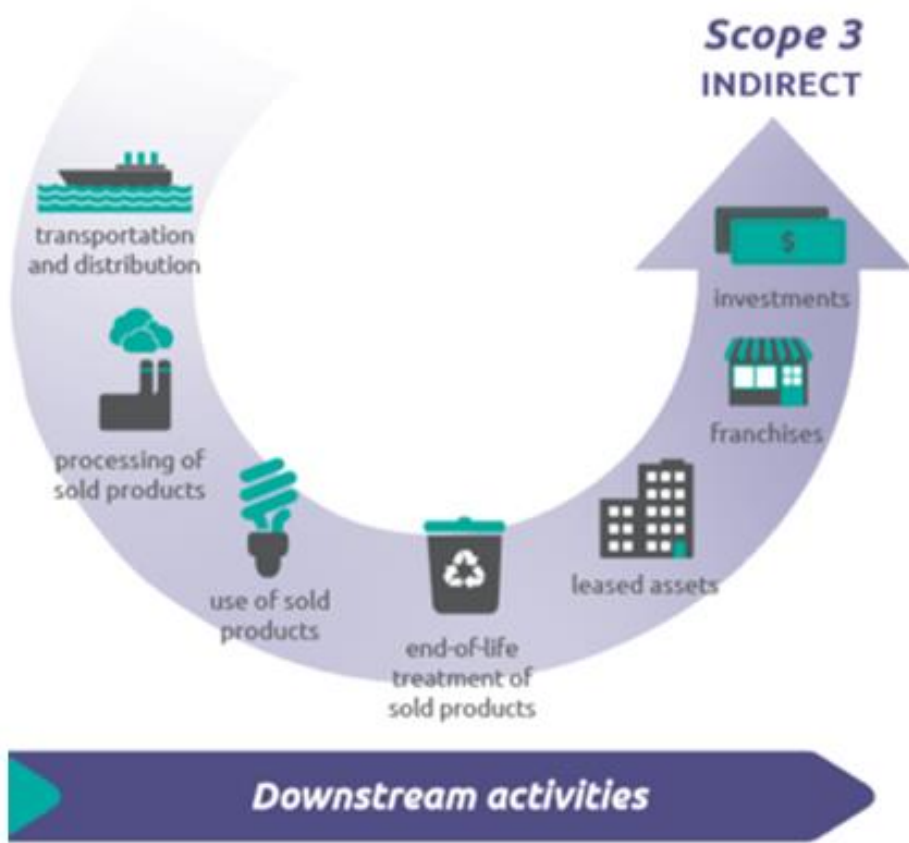 Scope 3
INDIRECT
transportation
and distribution
processing of
sold products
use of sold
products
end-of-life
treatment of
sold products
leased assets
franchises
$
investments
Downstream activities